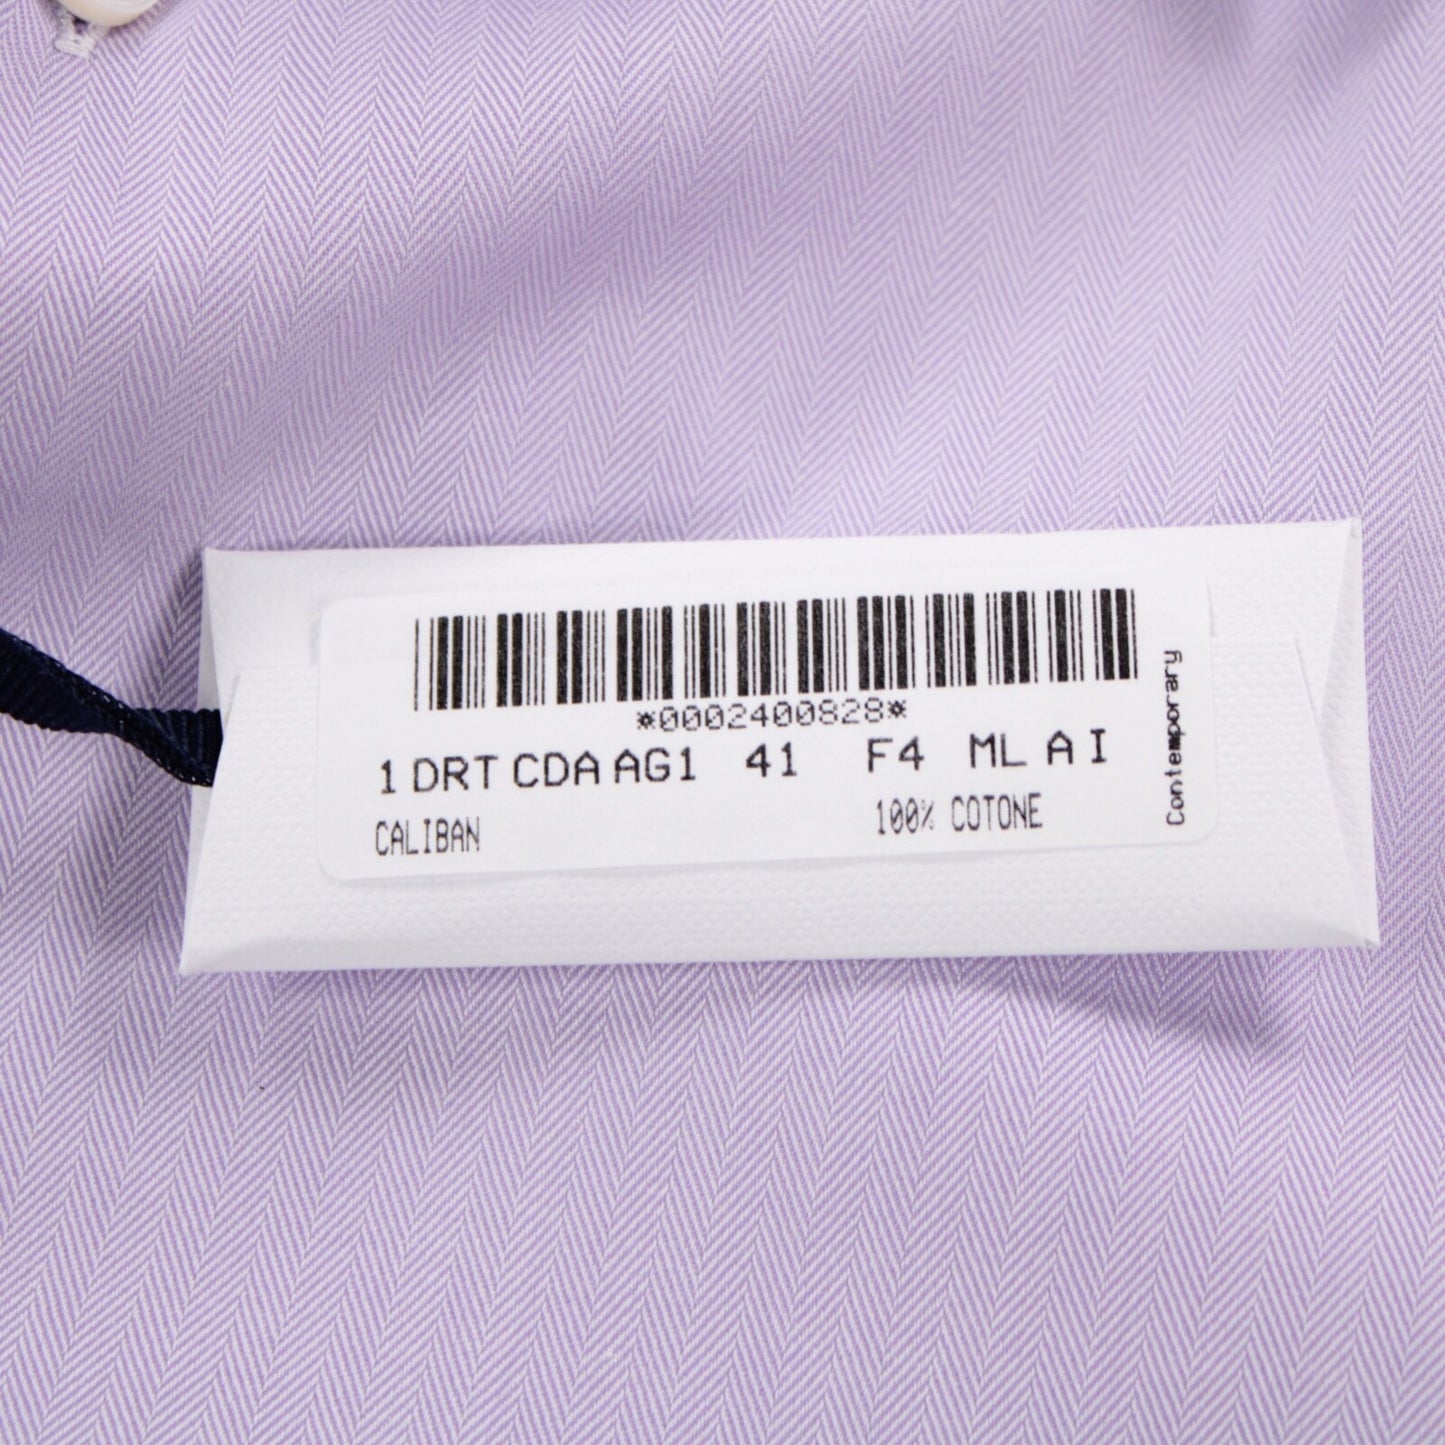 *0002400828*
1 DRT CDA AG1 41 F4 ML A I
CALIBAN 100% COTONE
Contemporary